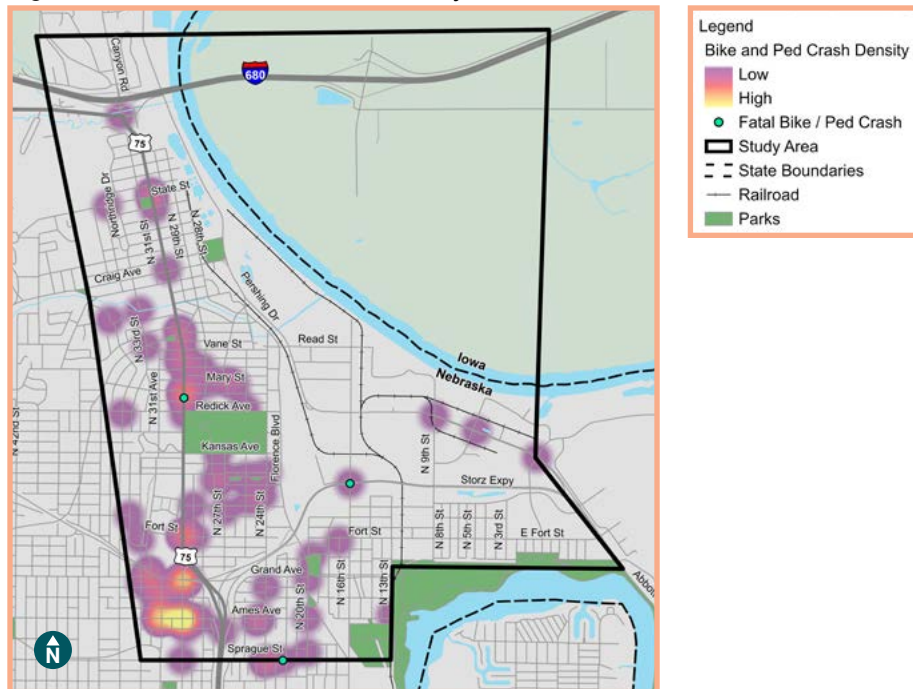 Canyon Rd
680
75
State St
Normandge Dr
N 31st St
N 29th St
N 28th St
Craig Ave
Pershing Dr
N 33rd St
Vane St
Read St
Iowa
Nebraska
Mary St
N 31st Ave
Redick Ave
N 42nd St
Kansas Ave
Florence Blvd
N 9th St
Storz Expy
N 27th St
N 24th St
Fort St
Fort St
N 8th St
N 5th St
N 3rd St
E Fort St
75
Grand Ave
N 16th St
N 13th St
Ames Ave
N 20th St
Sprague St
N
Legend
Bike and Ped Crash Density
Low
High
Fatal Bike / Ped Crash
Study Area
State Boundaries
Railroad
Parks